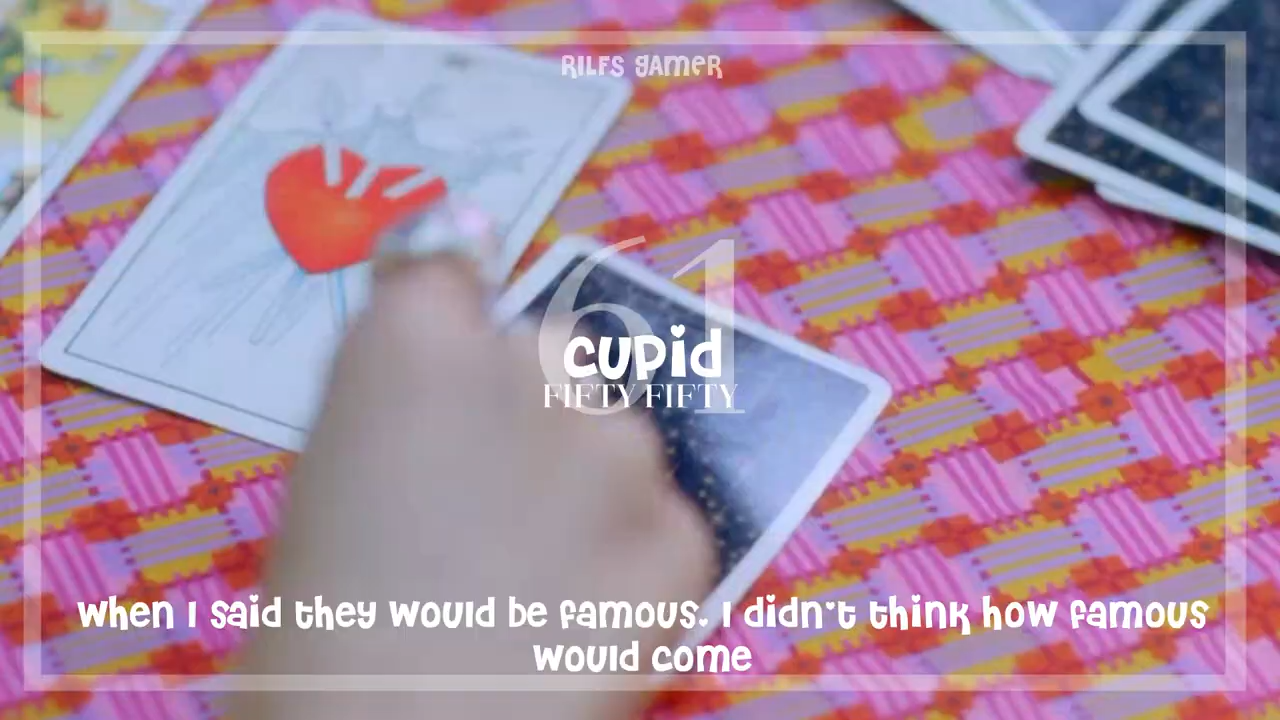 RILFS GAMER
61
cupid
FIFTY FIFTY
when I said they would be famous, I didn't think how famous
would come